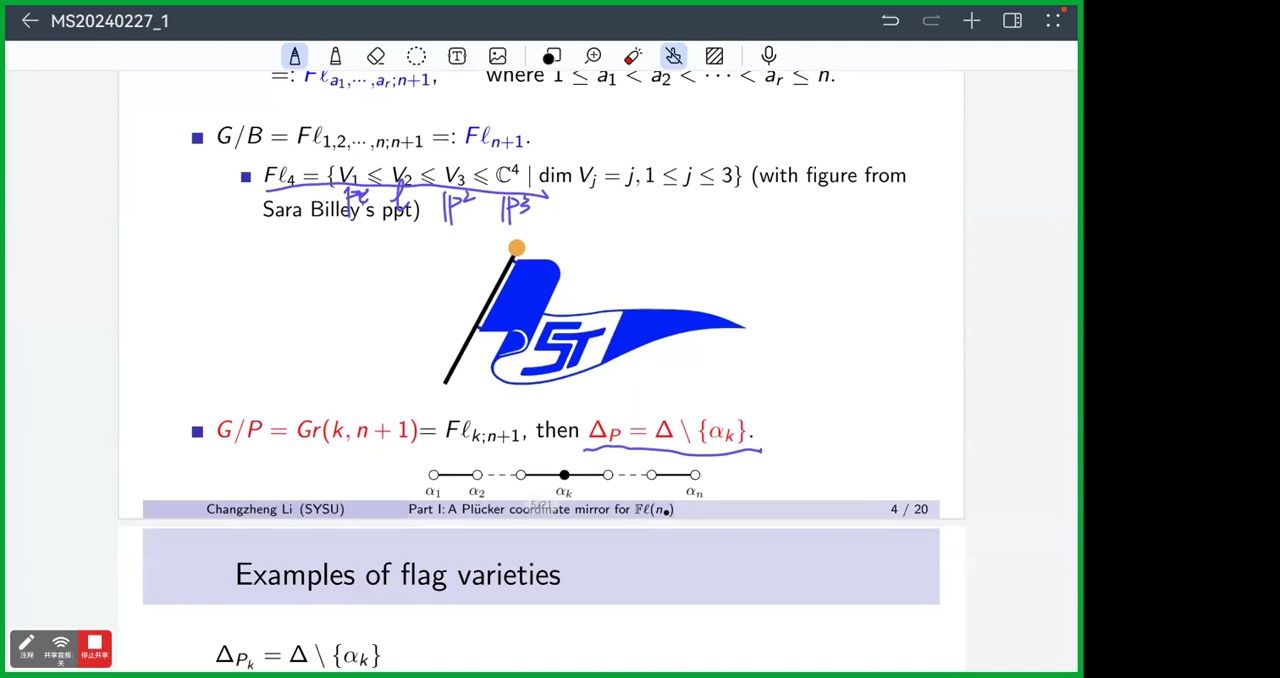 MS20240227_1
=: Fℓ_{a_1,⋯,a_r;n+1}, where 1 ≤ a_1 < a_2 < ⋯ < a_r ≤ n.
G/B = Fℓ_{1,2,⋯,n;n+1} =: Fℓ_{n+1}.
Fℓ_4 = {V_1 ⩽ V_2 ⩽ V_3 ⩽ ℂ^4 | dim V_j = j, 1 ≤ j ≤ 3} (with figure from
Sara Billey's ppt)
pt ℓ ℙ^2 ℙ^3
ST
G/P = Gr(k, n + 1)= Fℓ_{k;n+1}, then Δ_P = Δ \ {α_k}.
α_1 α_2 α_k α_n
Changzheng Li (SYSU) Part I: A Plücker coordinate mirror for 𝔽ℓ(n_•) 4 / 20
Examples of flag varieties
Δ_{P_k} = Δ \ {α_k}
注释 共享音频:关 停止共享